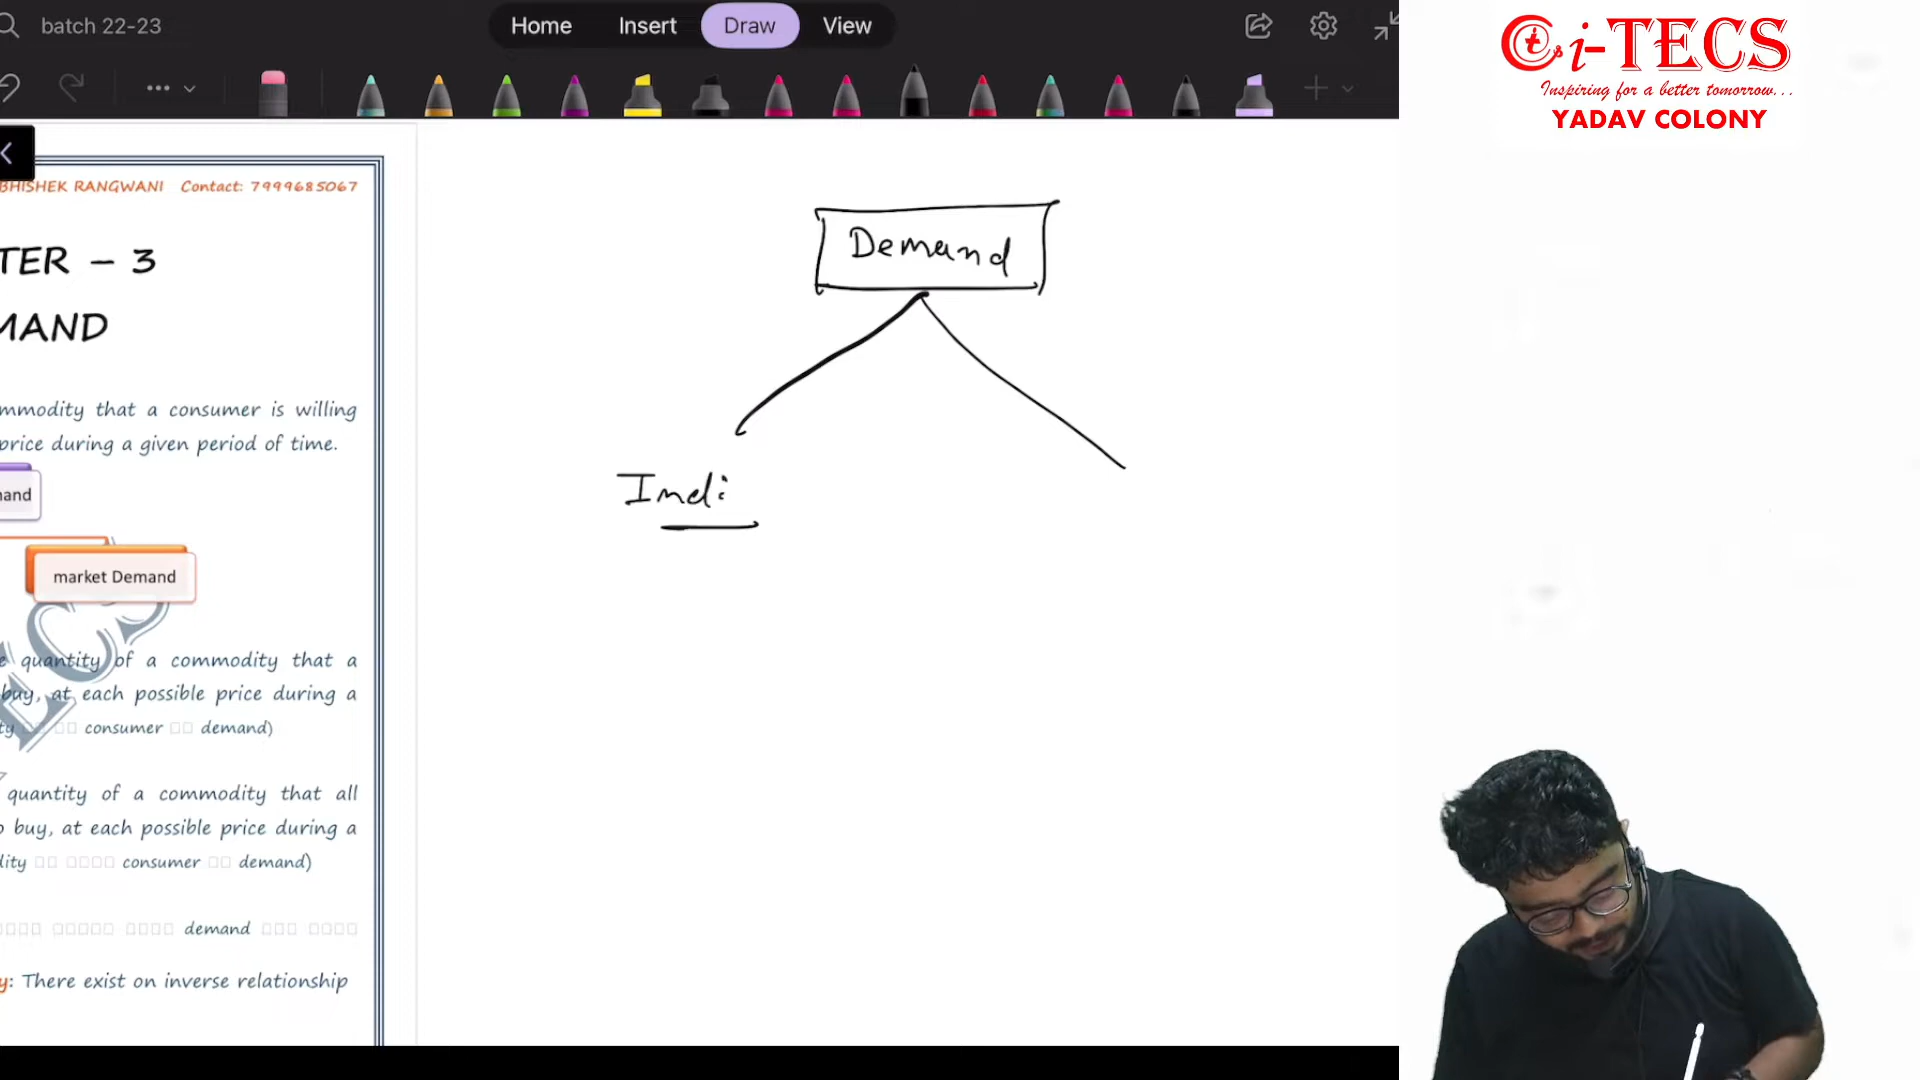 batch 22-23
Home Insert Draw View
i-TECS
Inspiring for a better tomorrow...
YADAV COLONY
BHISHEK RANGWANI Contact: 7999685067
TER – 3
MAND
mmodity that a consumer is willing
price during a given period of time.
mand
market Demand
quantity of a commodity that a
buy, at each possible price during a
ty consumer demand)
quantity of a commodity that all
o buy, at each possible price during a
lity consumer demand)
demand
y: There exist on inverse relationship
Demand
Indi